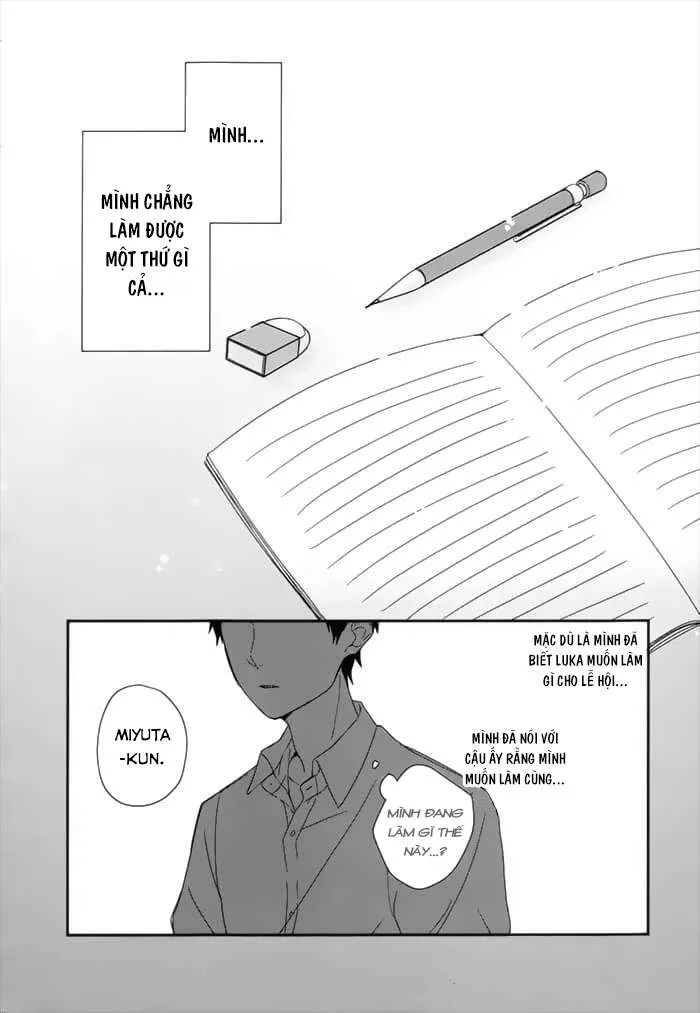 MÌNH...
MÌNH CHẲNG
LÀM ĐƯỢC
MỘT THỨ GÌ
CẢ...
MẶC DÙ LÀ MÌNH ĐÃ
BIẾT LUKA MUỐN LÀM
GÌ CHO LỄ HỘI...
MÌNH ĐÃ NÓI VỚI
CẬU ẤY RẰNG MÌNH
MUỐN LÀM CÙNG...
MIYUTA
-KUN.
MÌNH ĐANG
LÀM GÌ THẾ
NÀY...?